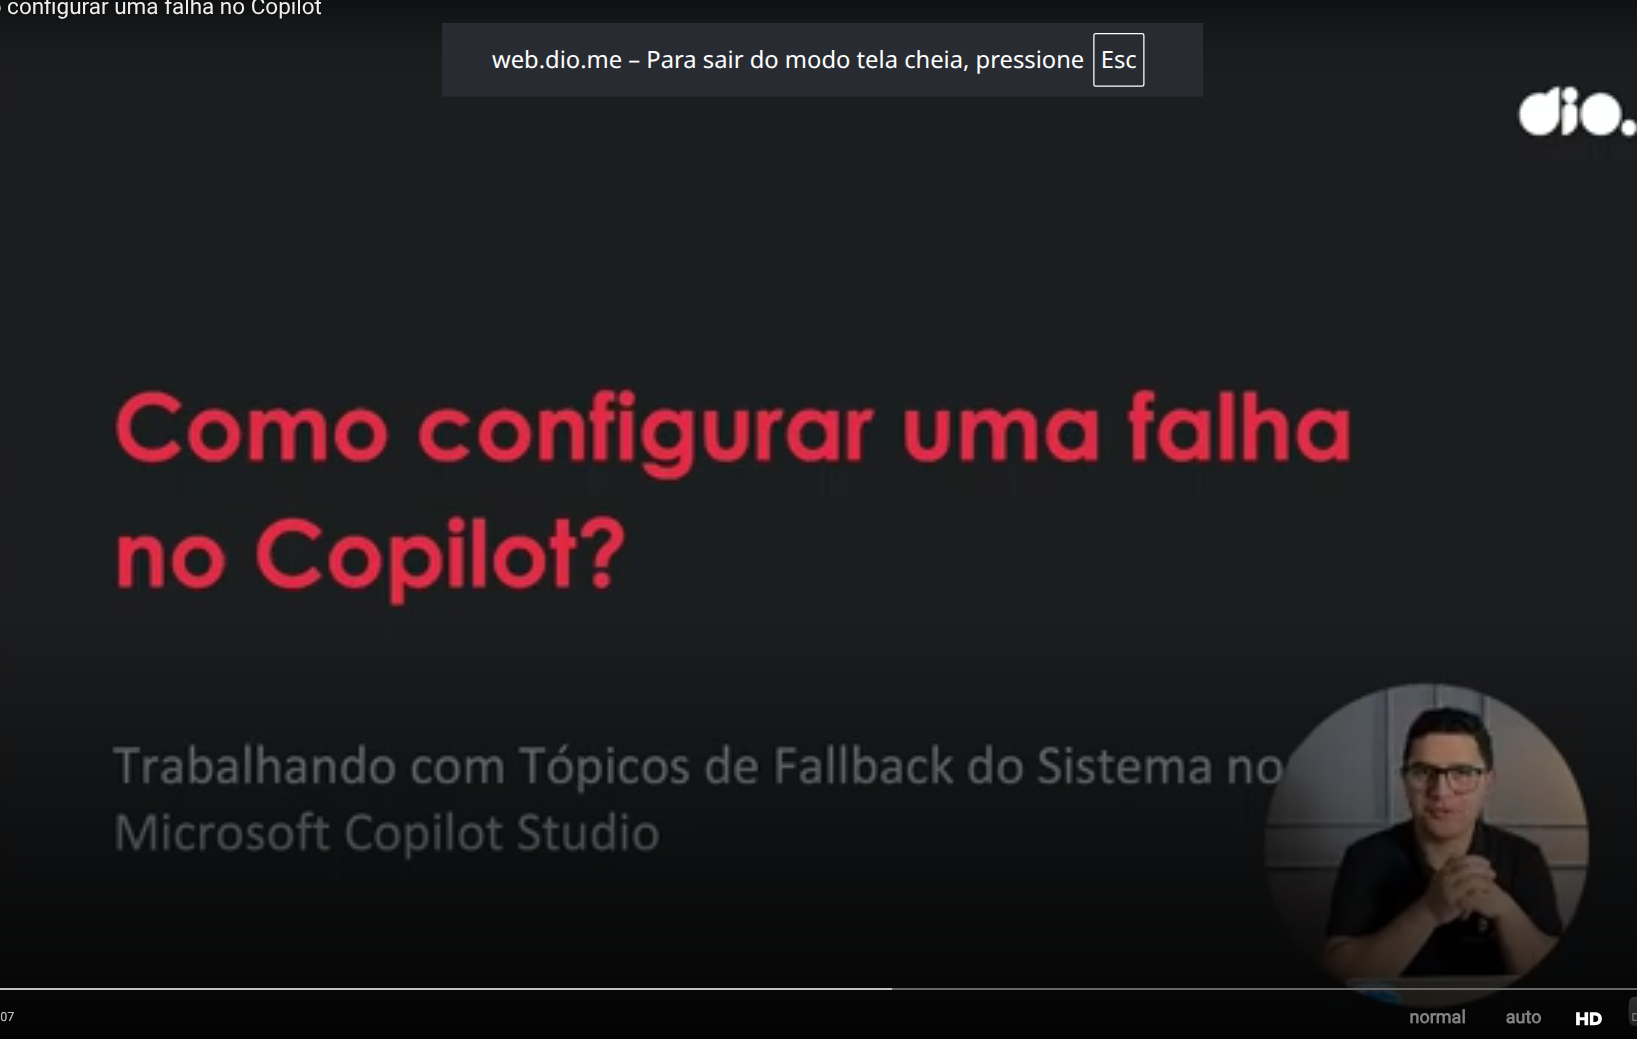 configurar uma falha no Copilot
web.dio.me – Para sair do modo tela cheia, pressione Esc
dio.
Como configurar uma falha
no Copilot?
Trabalhando com Tópicos de Fallback do Sistema no
Microsoft Copilot Studio
07
normal auto HD